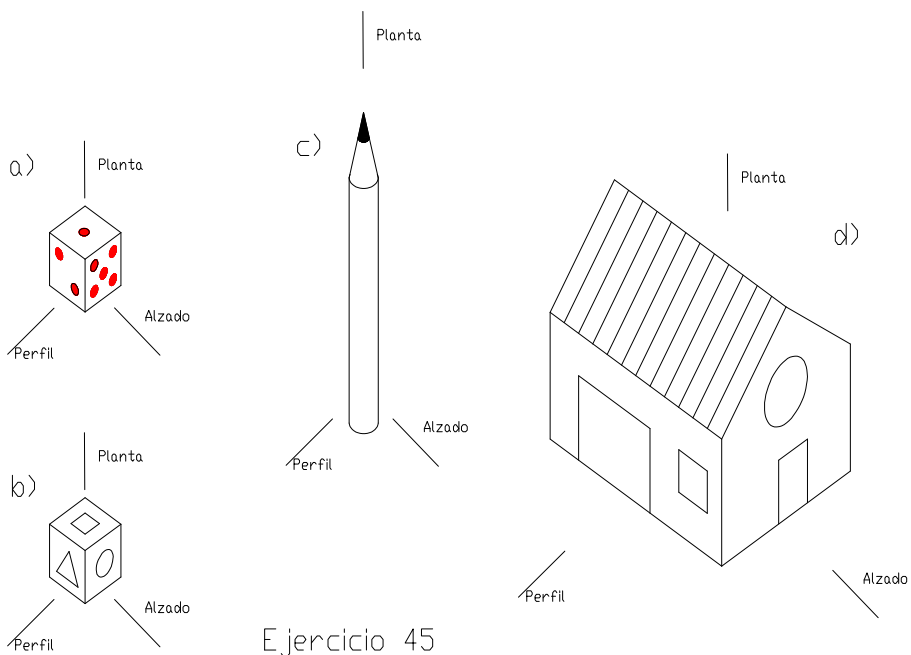 a)
Planta
Alzado
Perfil
b)
Planta
Alzado
Perfil
c)
Planta
Alzado
Perfil
d)
Planta
Alzado
Perfil
Ejercicio 45